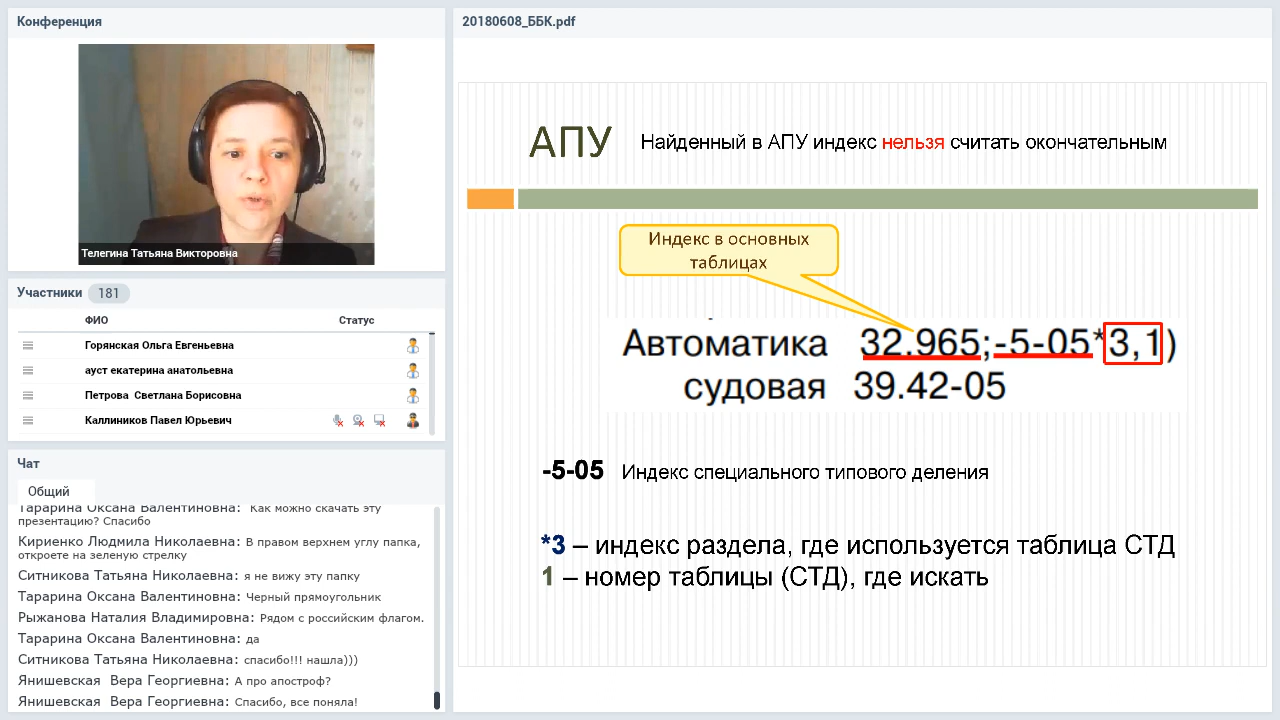 Конференция
Телегина Татьяна Викторовна
Участники 181
ФИО Статус
Горянская Ольга Евгеньевна
ауст екатерина анатольевна
Петрова Светлана Борисовна
Каллиников Павел Юрьевич
Чат
Общий
Тарарина Оксана Валентиновна: Как можно скачать эту
презентацию? Спасибо
Кириенко Людмила Николаевна: В правом верхнем углу папка,
откроете на зеленую стрелку
Ситникова Татьяна Николаевна: я не вижу эту папку
Тарарина Оксана Валентиновна: Черный прямоугольник
Рыжанова Наталия Владимировна: Рядом с российским флагом.
Тарарина Оксана Валентиновна: да
Ситникова Татьяна Николаевна: спасибо!!! нашла)))
Янишевская Вера Георгиевна: А про апостроф?
Янишевская Вера Георгиевна: Спасибо, все поняла!
20180608_ББК.pdf
АПУ Найденный в АПУ индекс нельзя считать окончательным
Индекс в основных
таблицах
Автоматика 32.965;-5-05*3,1)
судовая 39.42-05
-5-05 Индекс специального типового деления
*3 – индекс раздела, где используется таблица СТД
1 – номер таблицы (СТД), где искать